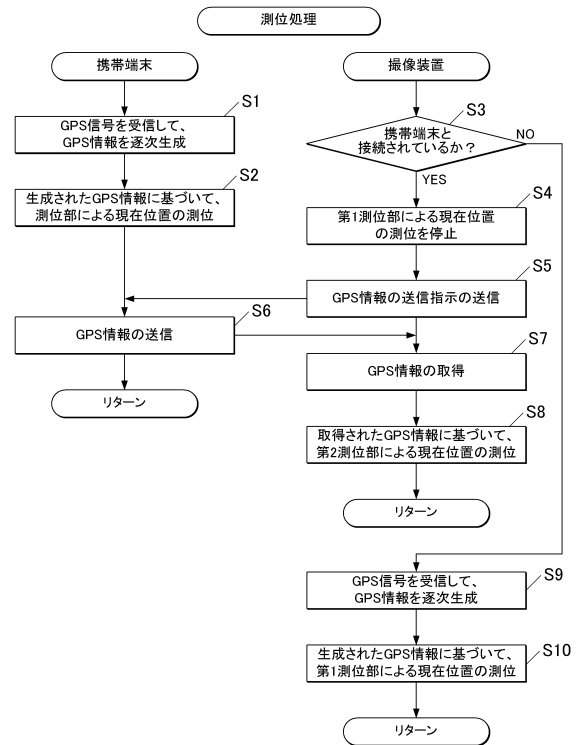 測位処理
携帯端末
S1
GPS信号を受信して、
GPS情報を逐次生成
S2
生成されたGPS情報に基づいて、
測位部による現在位置の測位
S6
GPS情報の送信
リターン
撮像装置
S3
携帯端末と
接続されているか？
NO
YES
S4
第1測位部による現在位置
の測位を停止
S5
GPS情報の送信指示の送信
S7
GPS情報の取得
S8
取得されたGPS情報に基づいて、
第2測位部による現在位置の測位
リターン
S9
GPS信号を受信して、
GPS情報を逐次生成
S10
生成されたGPS情報に基づいて、
第1測位部による現在位置の測位
リターン